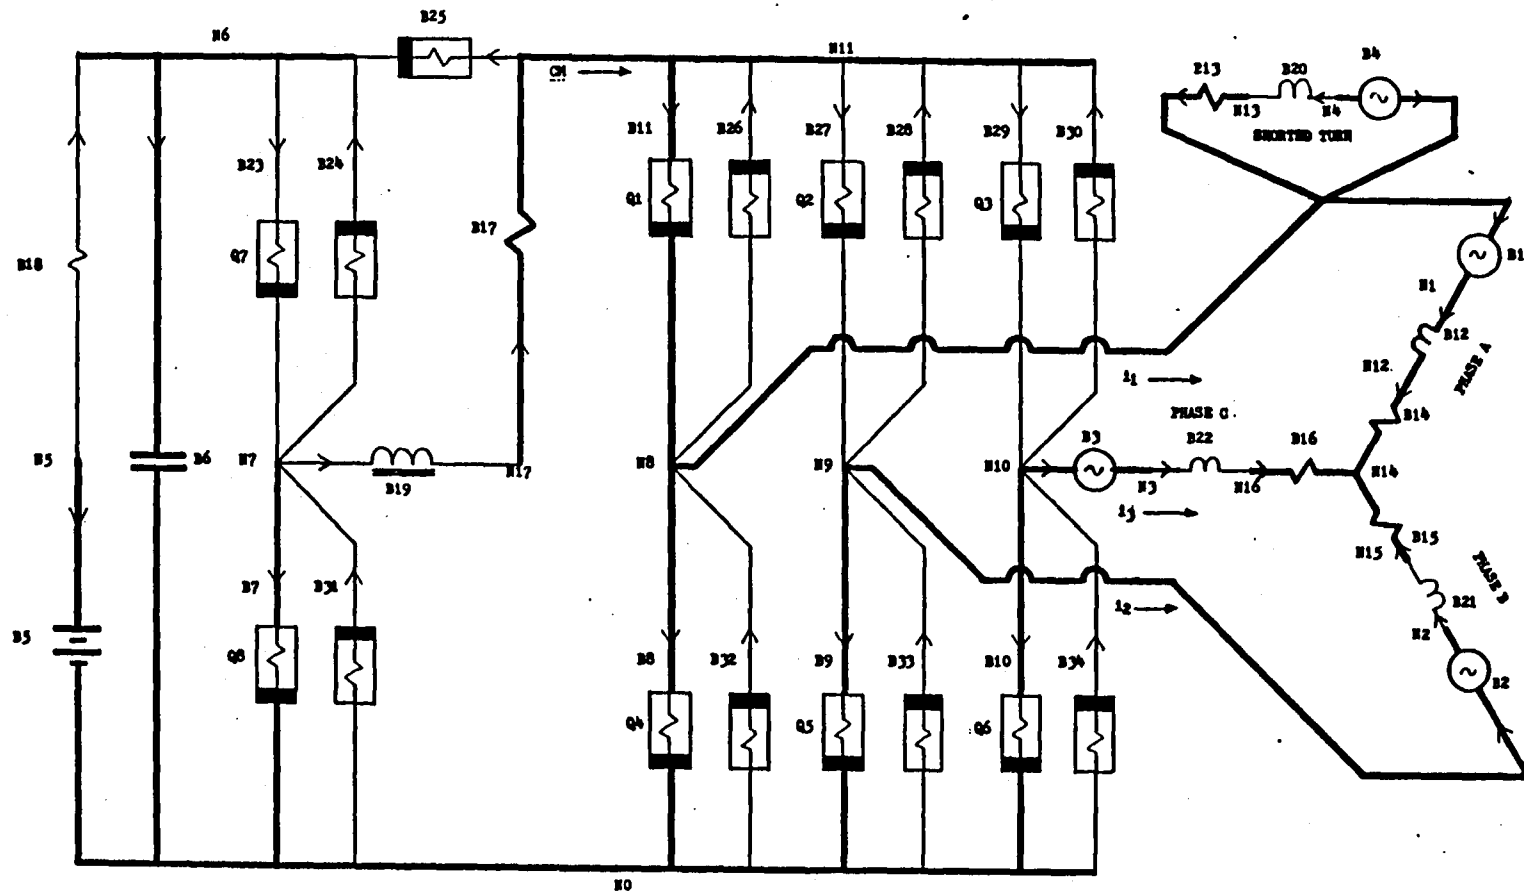 B25
N6
N11
B4
CM
E13
B20
N13
N4
SHORTED TURN
B11
B26
B27
B28
B29
B30
B23
B24
Q1
Q2
Q3
B17
Q7
B18
B1
N1
B12
N12.
PHASE A
i1
B14
PHASE C.
B3
B22
B16
N5
B6
N7
N17
N8
N9
N10
N3
N16
N14
B19
ij
B15
N15
PHASE B
B7
B31
i2
B21
N2
B5
Q8
B8
B32
B9
B33
B10
B34
B2
Q4
Q5
Q6
N0